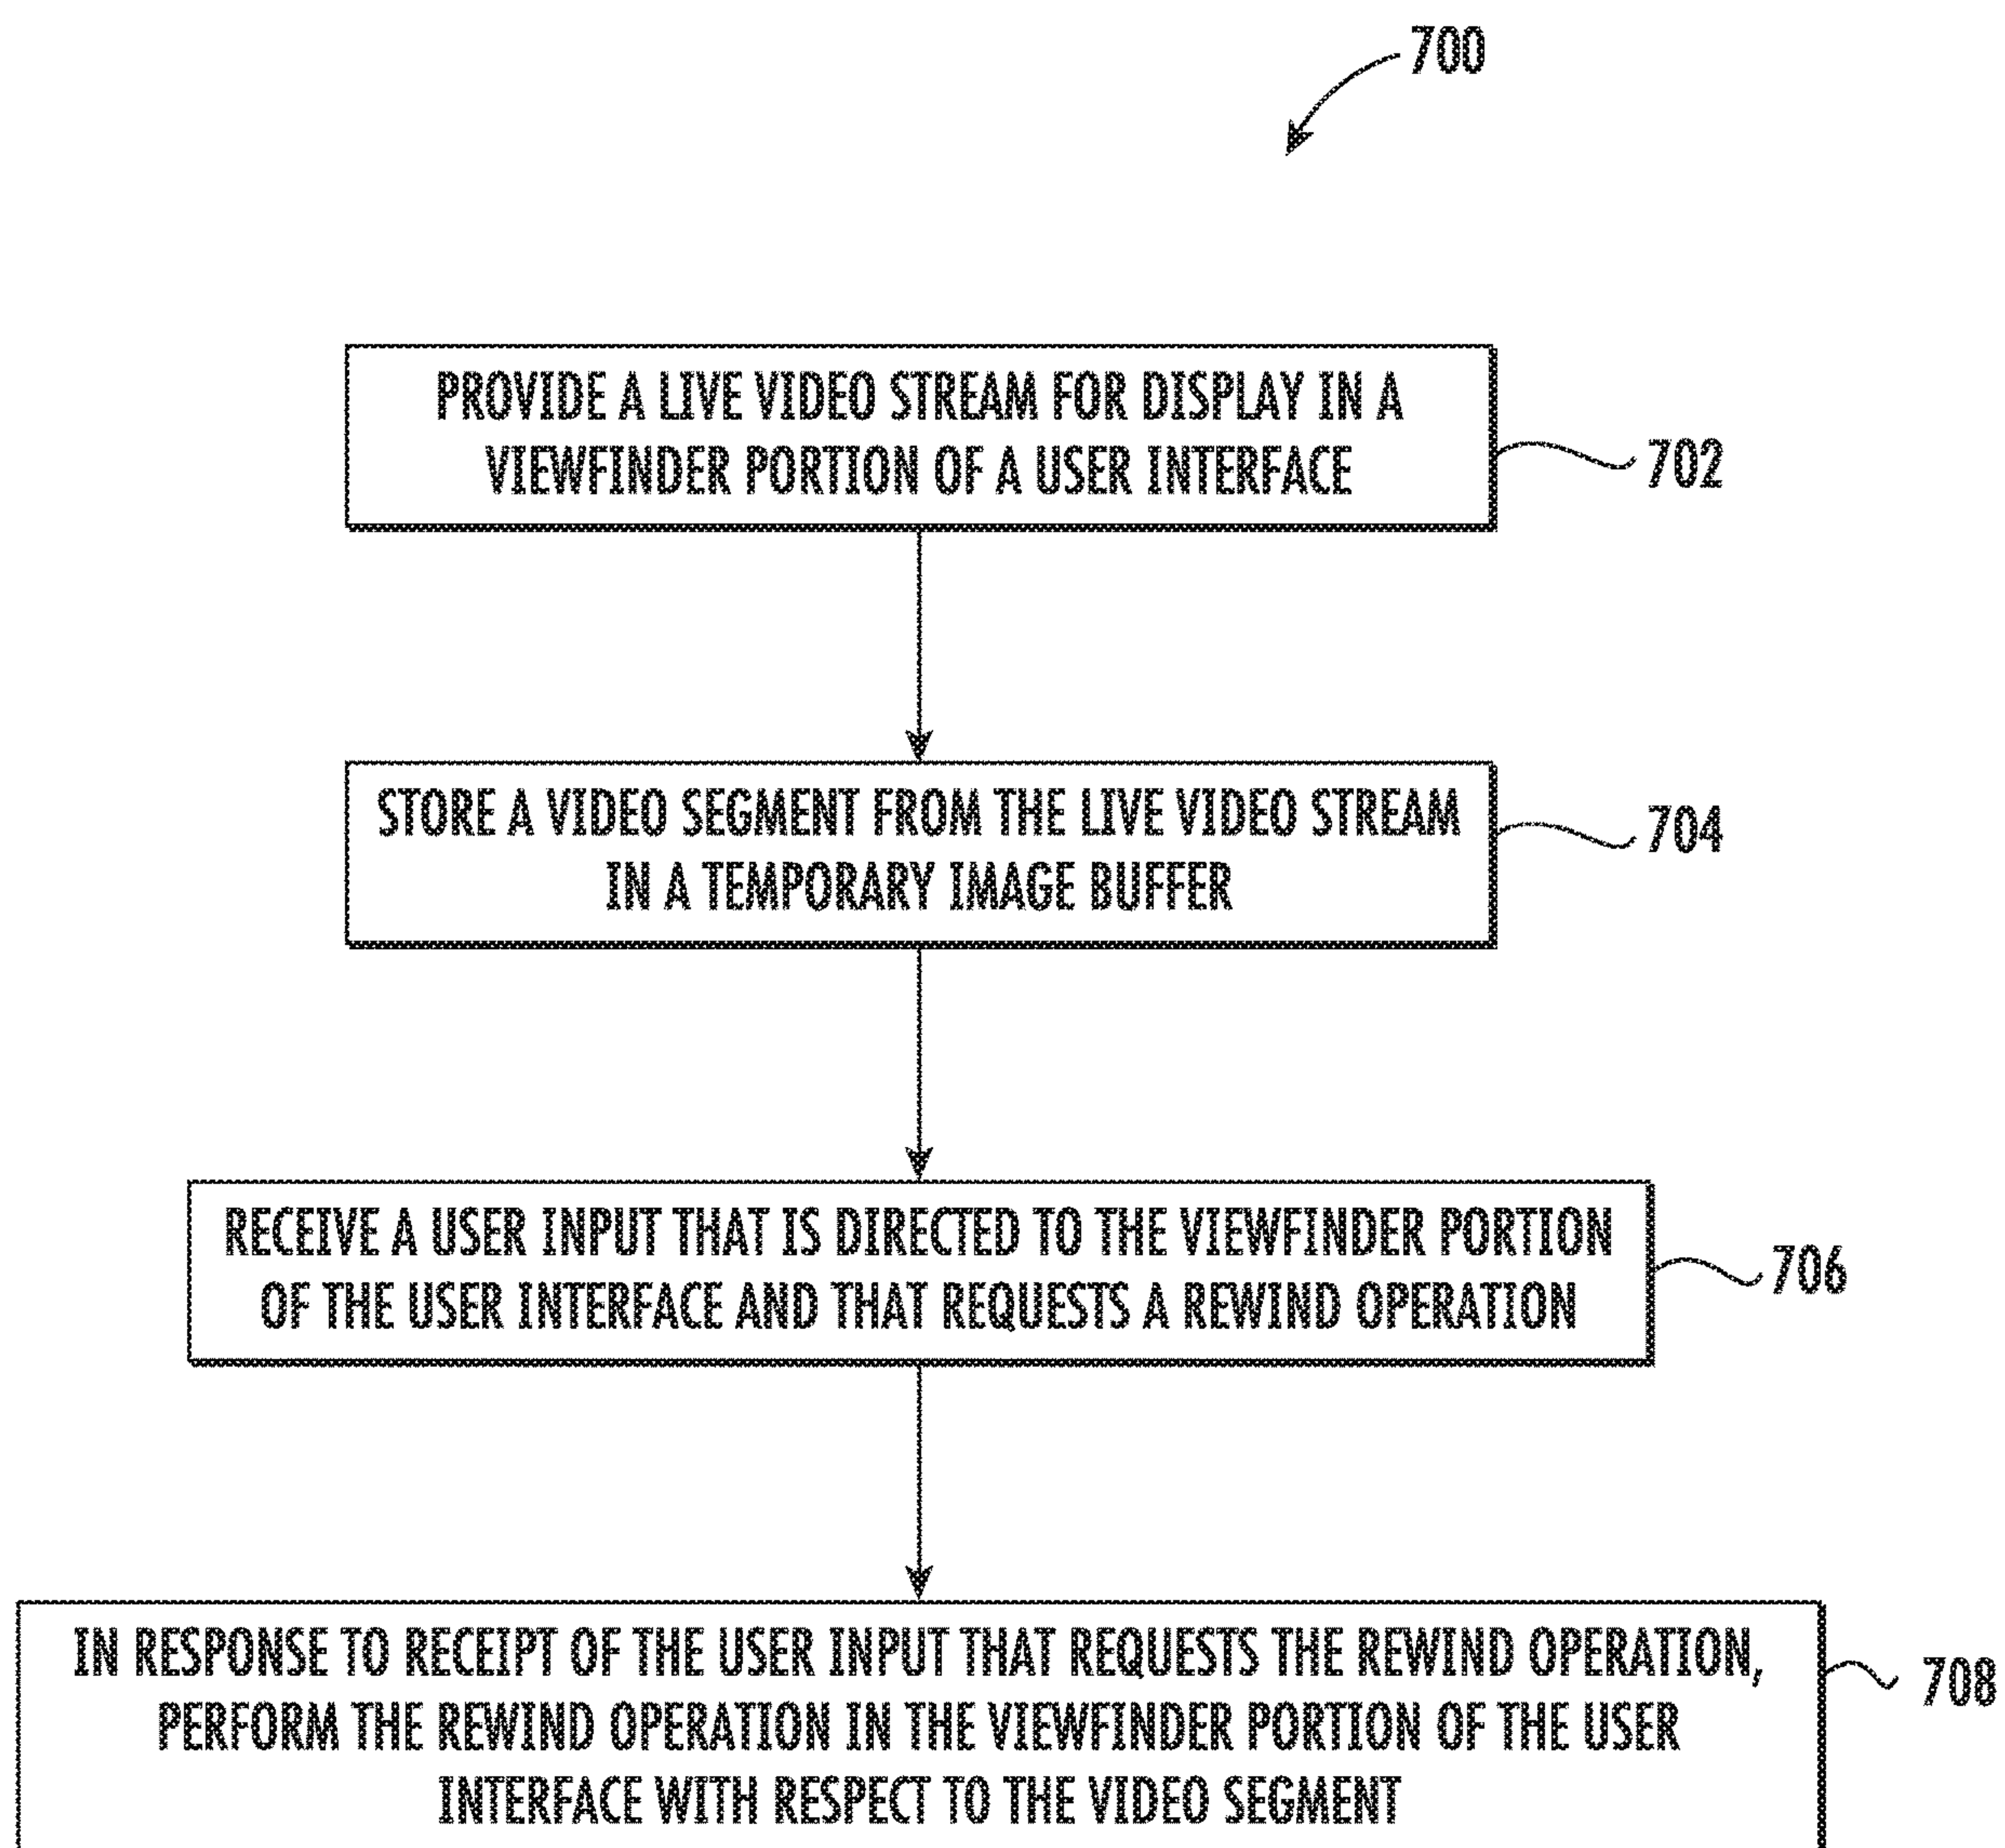 700
PROVIDE A LIVE VIDEO STREAM FOR DISPLAY IN A
VIEWFINDER PORTION OF A USER INTERFACE
702
STORE A VIDEO SEGMENT FROM THE LIVE VIDEO STREAM
IN A TEMPORARY IMAGE BUFFER
704
RECEIVE A USER INPUT THAT IS DIRECTED TO THE VIEWFINDER PORTION
OF THE USER INTERFACE AND THAT REQUESTS A REWIND OPERATION
706
IN RESPONSE TO RECEIPT OF THE USER INPUT THAT REQUESTS THE REWIND OPERATION,
PERFORM THE REWIND OPERATION IN THE VIEWFINDER PORTION OF THE USER
INTERFACE WITH RESPECT TO THE VIDEO SEGMENT
708